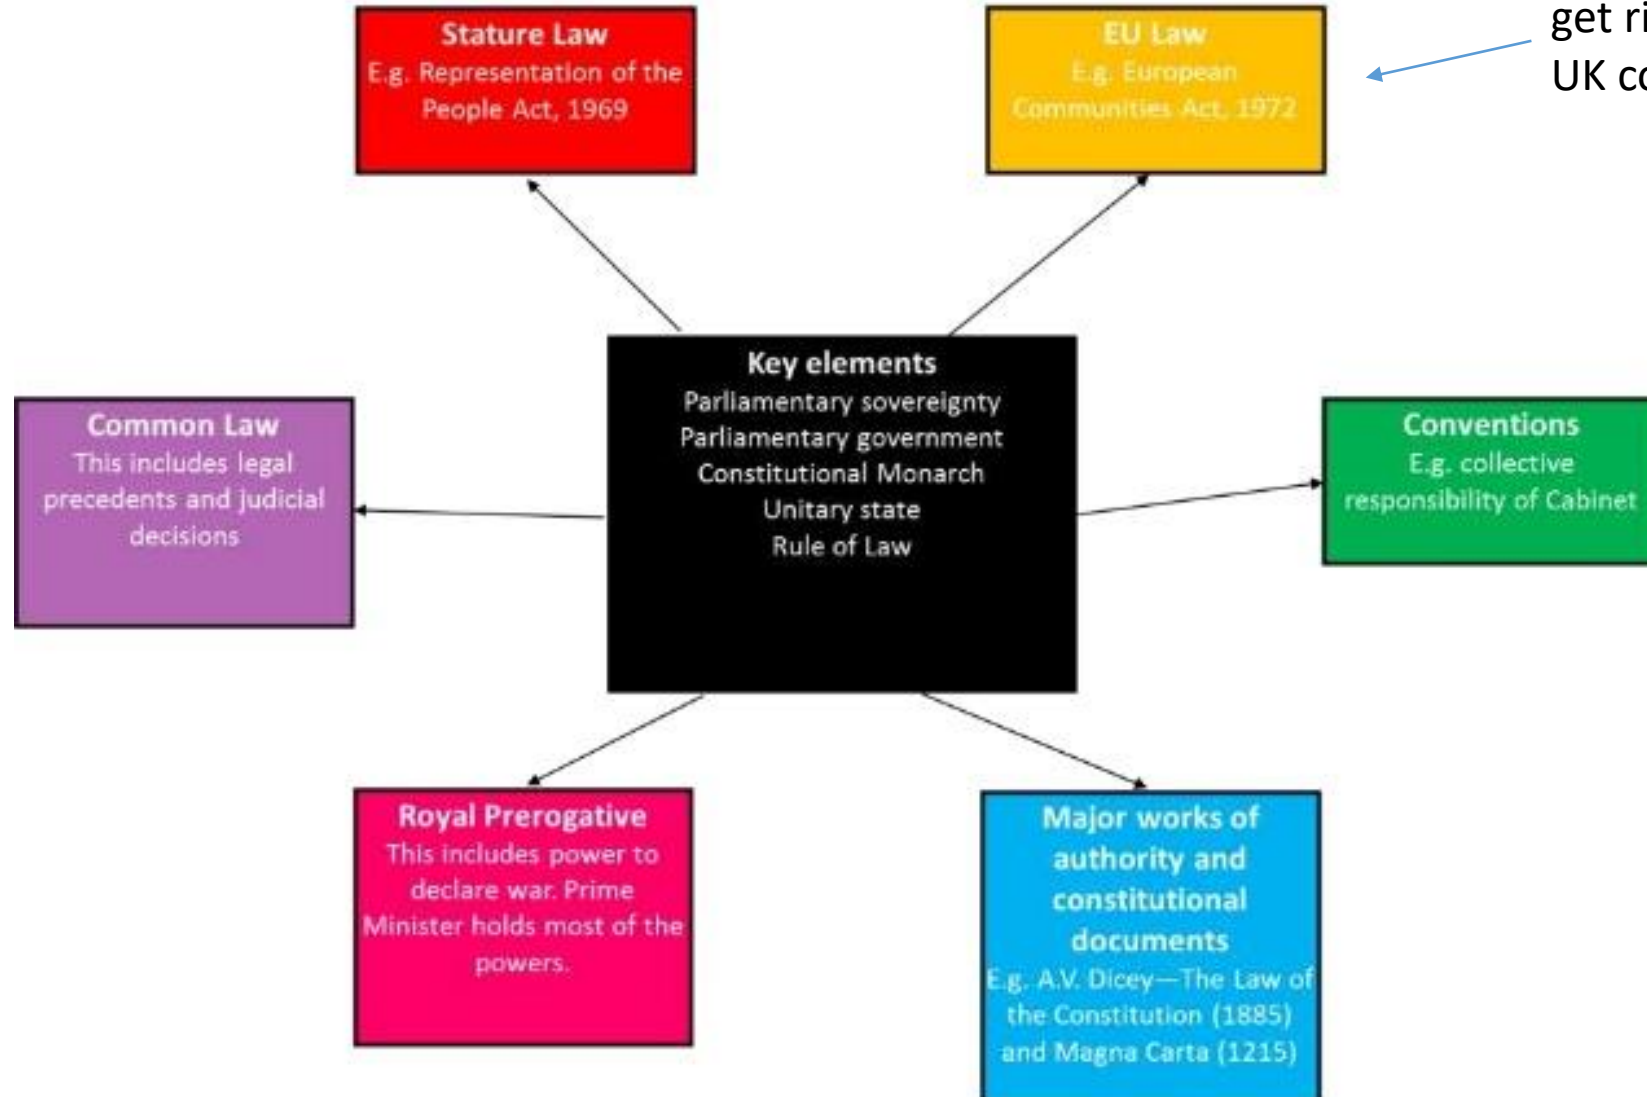 Stature Law
E.g. Representation of the
People Act, 1969
EU Law
E.g. European
Communities Act, 1972
get
UK
Key elements
Parliamentary sovereignty
Parliamentary government
Constitutional Monarch
Unitary state
Rule of Law
Common Law
This includes legal
precedents and judicial
decisions
Conventions
E.g. collective
responsibility of Cabinet
Royal Prerogative
This includes power to
declare war. Prime
Minister holds most of the
powers.
Major works of
authority and
constitutional
documents
E.g. A.V. Dicey—The Law of
the Constitution (1885)
and Magna Carta (1215)